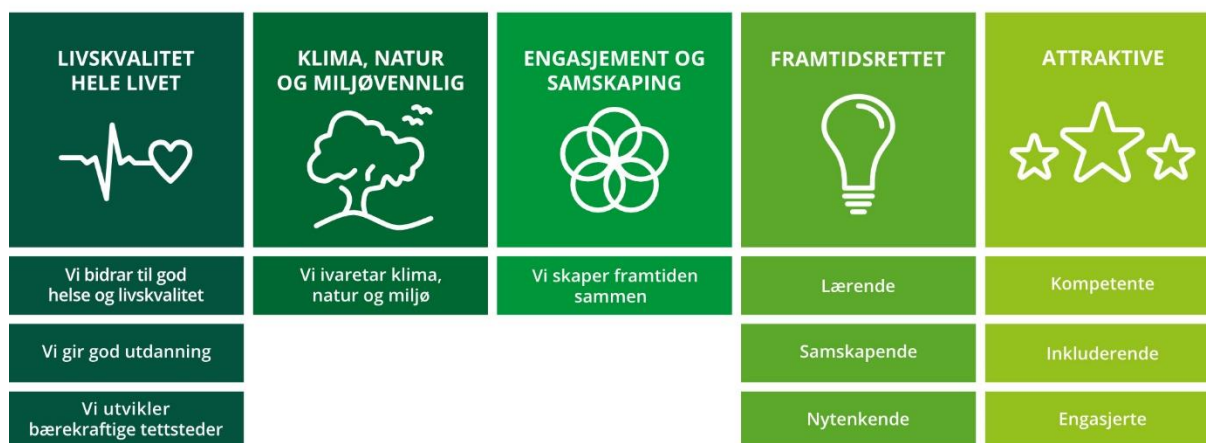 LIVSKVALITET
HELE LIVET
KLIMA, NATUR
OG MILJØVENNLIG
ENGASJEMENT OG
SAMSKAPING
FRAMTIDSRETTET
ATTRAKTIVE
Vi bidrar til god
helse og livskvalitet
Vi ivaretar klima,
natur og miljø
Vi skaper framtiden
sammen
Lærende
Kompetente
Vi gir god utdanning
Samskapende
Inkluderende
Vi utvikler
bærekraftige tettsteder
Nytenkende
Engasjerte